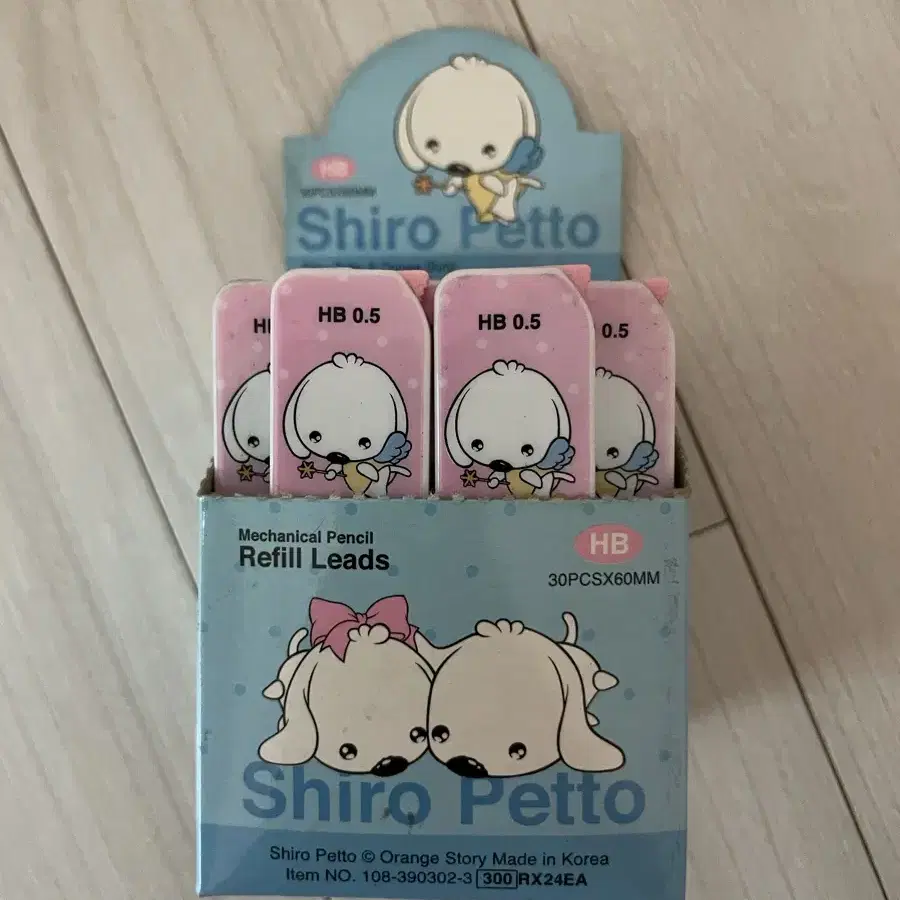 HB
30PCSX60MM
Shiro Petto
HB 0.5
HB 0.5
0.5
Mechanical Pencil
Refill Leads
HB
30PCSX60MM
Shiro Petto
Shiro Petto © Orange Story Made in Korea
Item NO. 108-390302-3 300 RX24EA